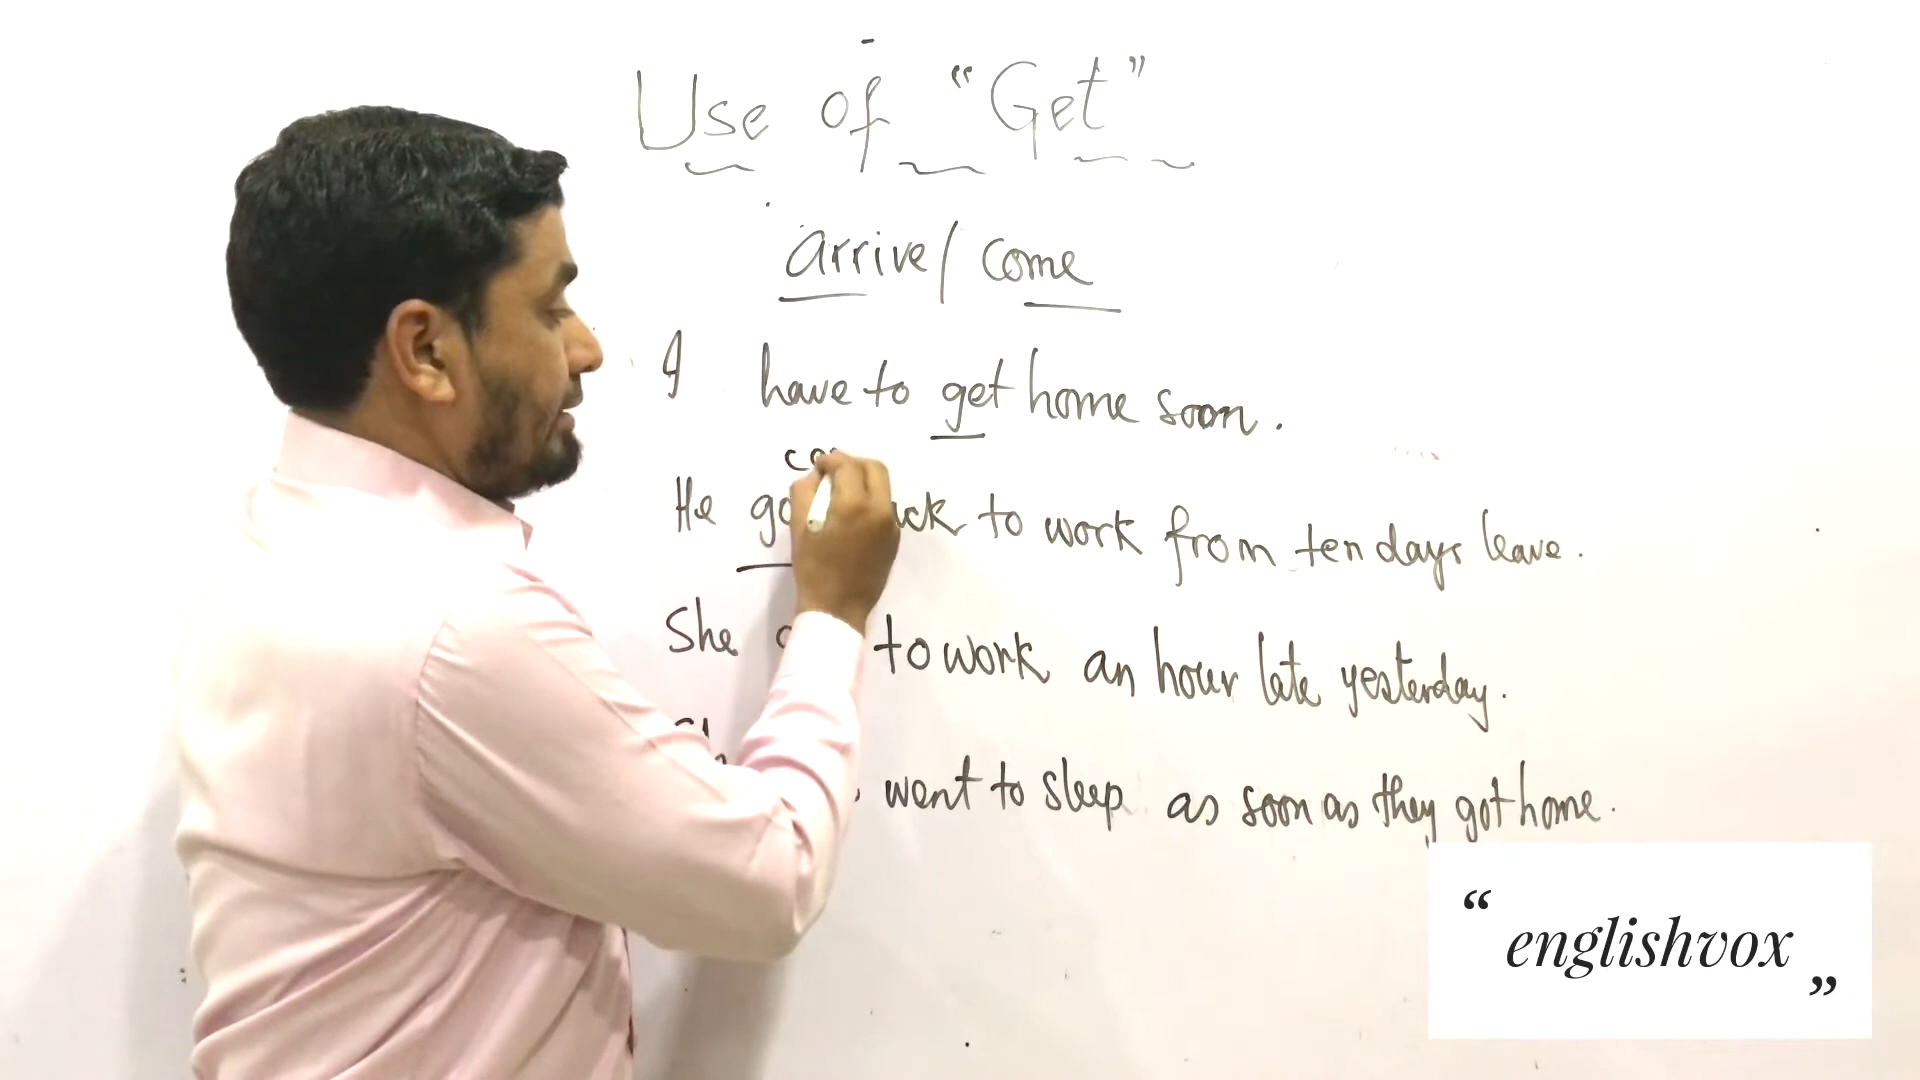 Use of "Get"
arrive/ come
I have to get home soon.
He to work from ten days leave.
She to work an hour late yesterday.
went to sleep as soon as they got home.
“ englishvox ”